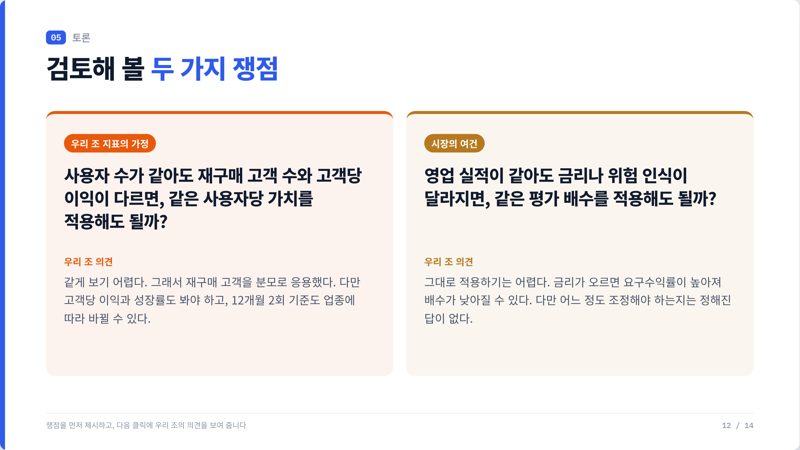 05 토론
검토해 볼 두 가지 쟁점
우리 조 지표의 가정
사용자 수가 같아도 재구매 고객 수와 고객당
이익이 다르면, 같은 사용자당 가치를
적용해도 될까?
우리 조 의견
같게 보기 어렵다. 그래서 재구매 고객을 분모로 응용했다. 다만
고객당 이익과 성장률도 봐야 하고, 12개월 2회 기준도 업종에
따라 바뀔 수 있다.
시장의 여건
영업 실적이 같아도 금리나 위험 인식이
달라지면, 같은 평가 배수를 적용해도 될까?
우리 조 의견
그대로 적용하기는 어렵다. 금리가 오르면 요구수익률이 높아져
배수가 낮아질 수 있다. 다만 어느 정도 조정해야 하는지는 정해진
답이 없다.
쟁점을 먼저 제시하고, 다음 클릭에 우리 조의 의견을 보여 줍니다
12 / 14